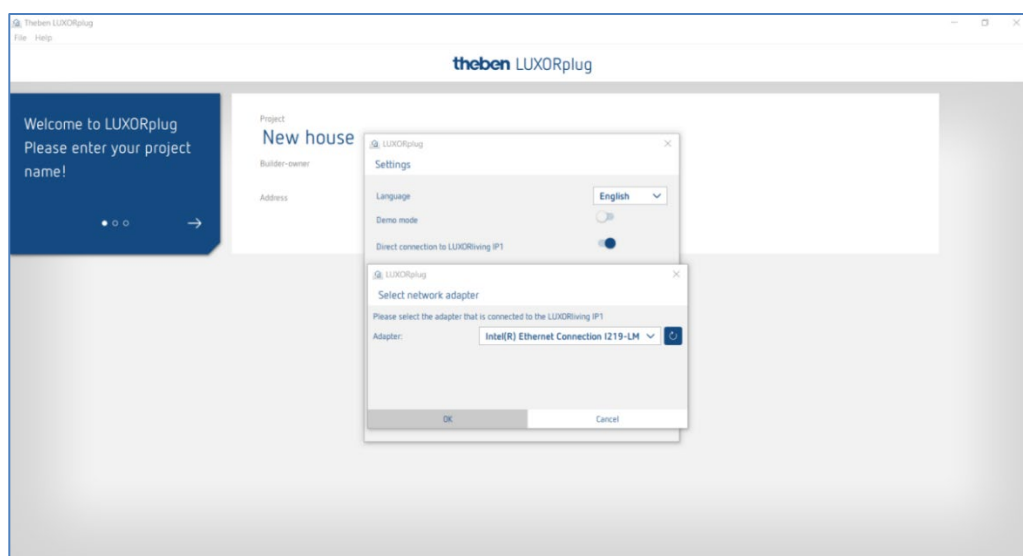 Theben LUXORplug
File Help
theben LUXORplug
Welcome to LUXORplug
Please enter your project
name!
Project
New house
Builder-owner
Address
LUXORplug
Settings
Language
English
Demo mode
Direct connection to LUXORliving IP1
LUXORplug
Select network adapter
Please select the adapter that is connected to the LUXORliving IP1
Adapter:
Intel(R) Ethernet Connection I219-LM
OK
Cancel